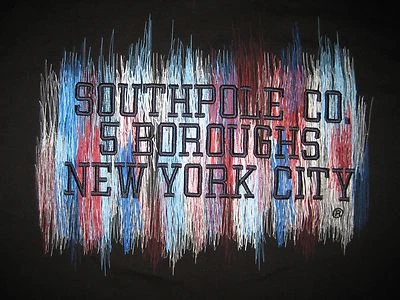 SOUTHPOLE CO.
5 BOROUGHS
NEW YORK CITY
®